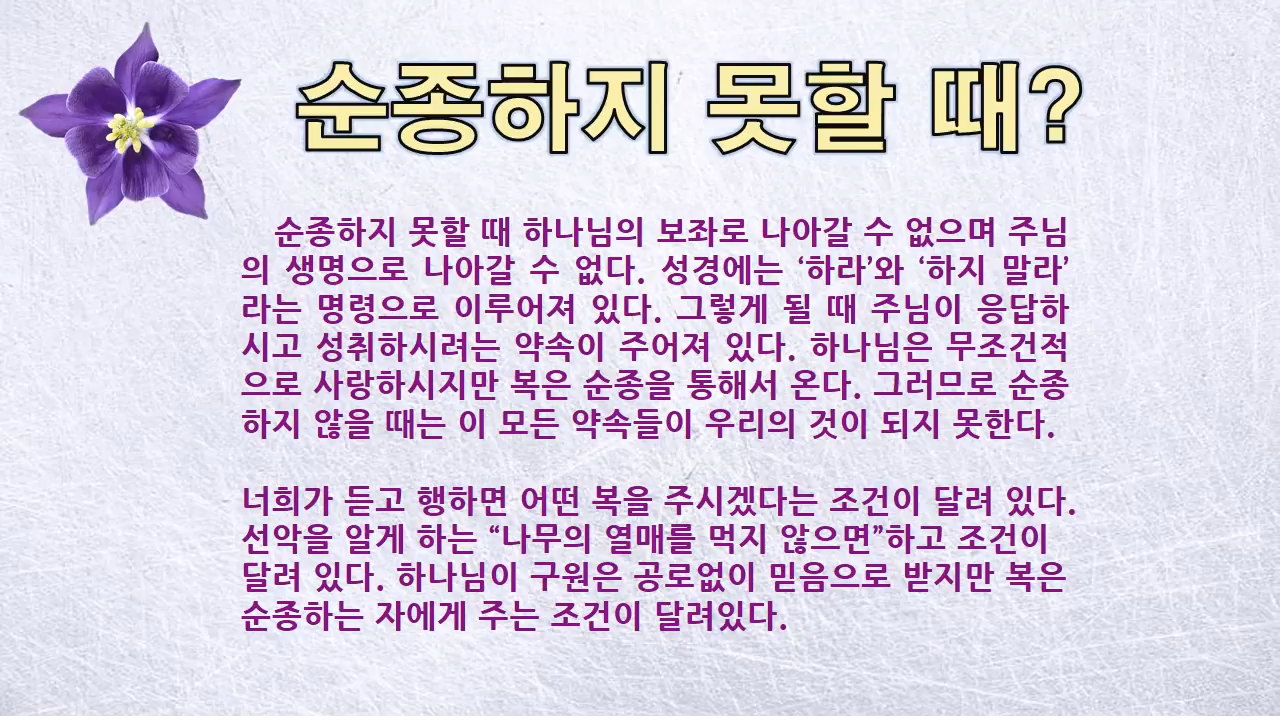 순종하지 못할 때?
순종하지 못할 때 하나님의 보좌로 나아갈 수 없으며 주님
의 생명으로 나아갈 수 없다. 성경에는 ‘하라’와 ‘하지 말라’
라는 명령으로 이루어져 있다. 그렇게 될 때 주님이 응답하
시고 성취하시려는 약속이 주어져 있다. 하나님은 무조건적
으로 사랑하시지만 복은 순종을 통해서 온다. 그러므로 순종
하지 않을 때는 이 모든 약속들이 우리의 것이 되지 못한다.
너희가 듣고 행하면 어떤 복을 주시겠다는 조건이 달려 있다.
선악을 알게 하는 “나무의 열매를 먹지 않으면”하고 조건이
달려 있다. 하나님이 구원은 공로없이 믿음으로 받지만 복은
순종하는 자에게 주는 조건이 달려있다.